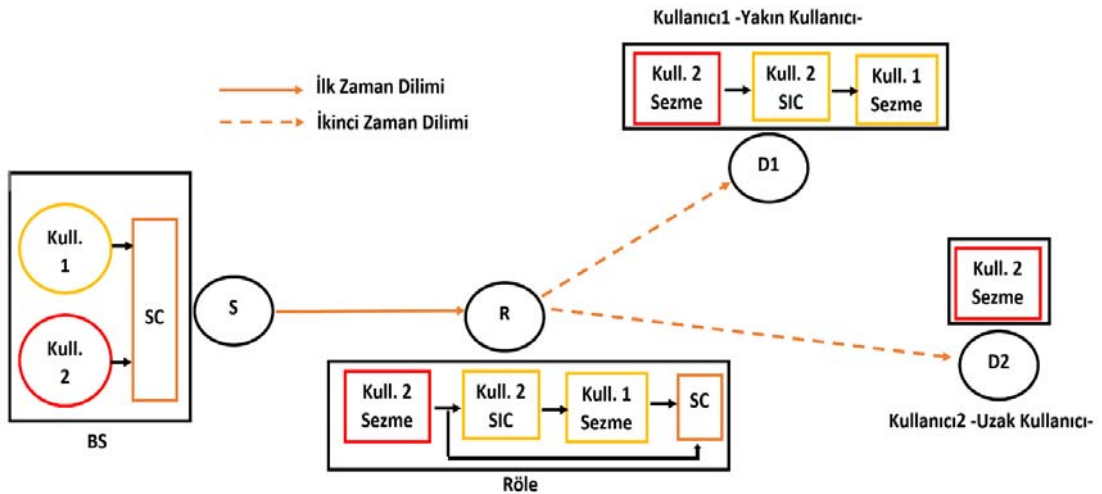 Kullanıcı1 -Yakın Kullanıcı-
Kull. 2
Sezme
Kull. 2
SIC
Kull. 1
Sezme
D1
İlk Zaman Dilimi
İkinci Zaman Dilimi
Kull.
1
Kull.
2
SC
BS
S
R
Kull. 2
Sezme
D2
Kullanıcı2 -Uzak Kullanıcı-
Kull. 2
Sezme
Kull. 2
SIC
Kull. 1
Sezme
SC
Röle